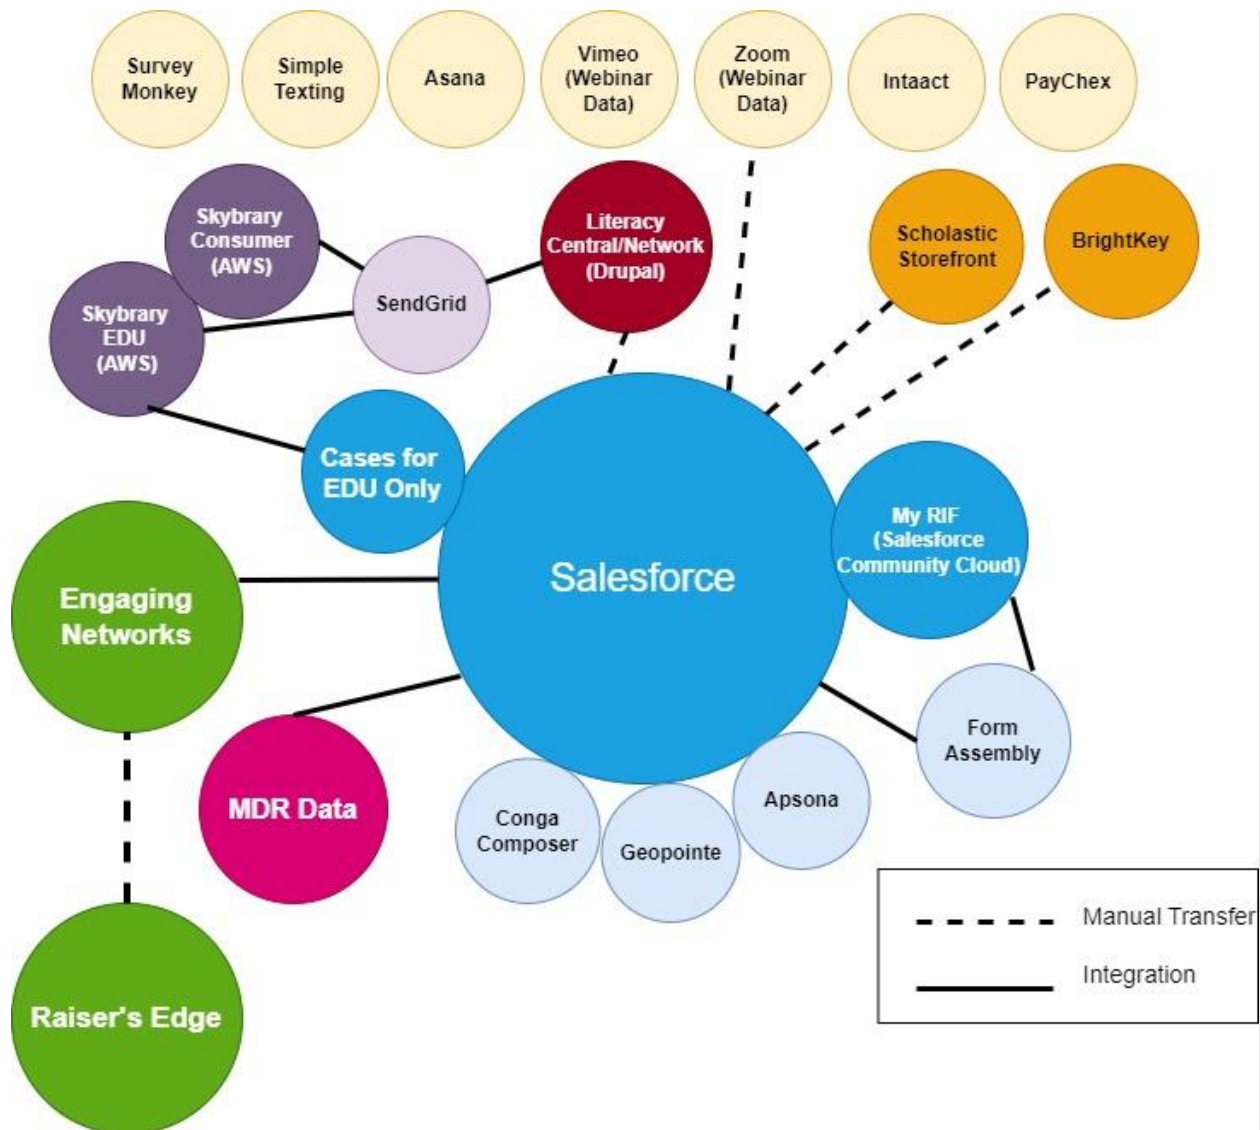 Survey
Monkey
Simple
Texting
Asana
Vimeo
(Webinar
Data)
Zoom
(Webinar
Data)
Intaact
PayChex
Skybrary
Consumer
(AWS)
Literacy
Central/Network
(Drupal)
Scholastic
Storefront
BrightKey
SendGrid
Skybrary
EDU
(AWS)
Cases for
EDU Only
My RIF
(Salesforce
Community Cloud)
Salesforce
Engaging
Networks
Form
Assembly
MDR Data
Conga
Composer
Geopointe
Apsona
Manual Transfer
Integration
Raiser's Edge